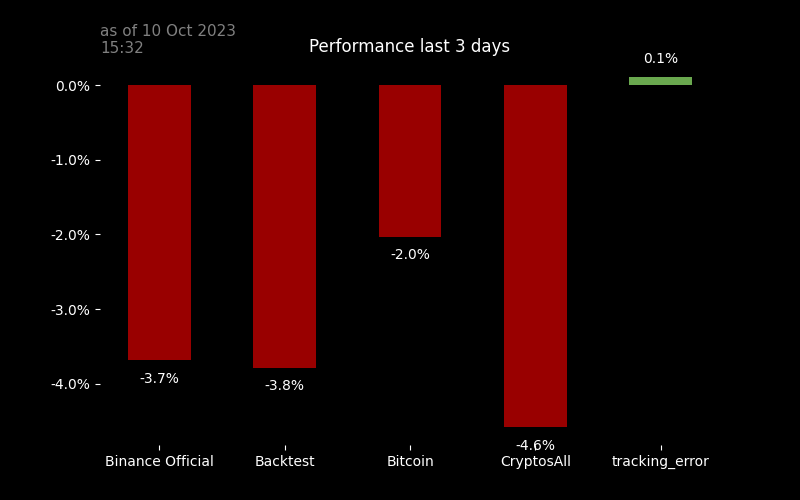 as of 10 Oct 2023
15:32
Performance last 3 days
0.1%
0.0%
-1.0%
-2.0%
-3.0%
-4.0%
-2.0%
-3.7%
-3.8%
-4.6%
Binance Official
Backtest
Bitcoin
CryptosAll
tracking_error